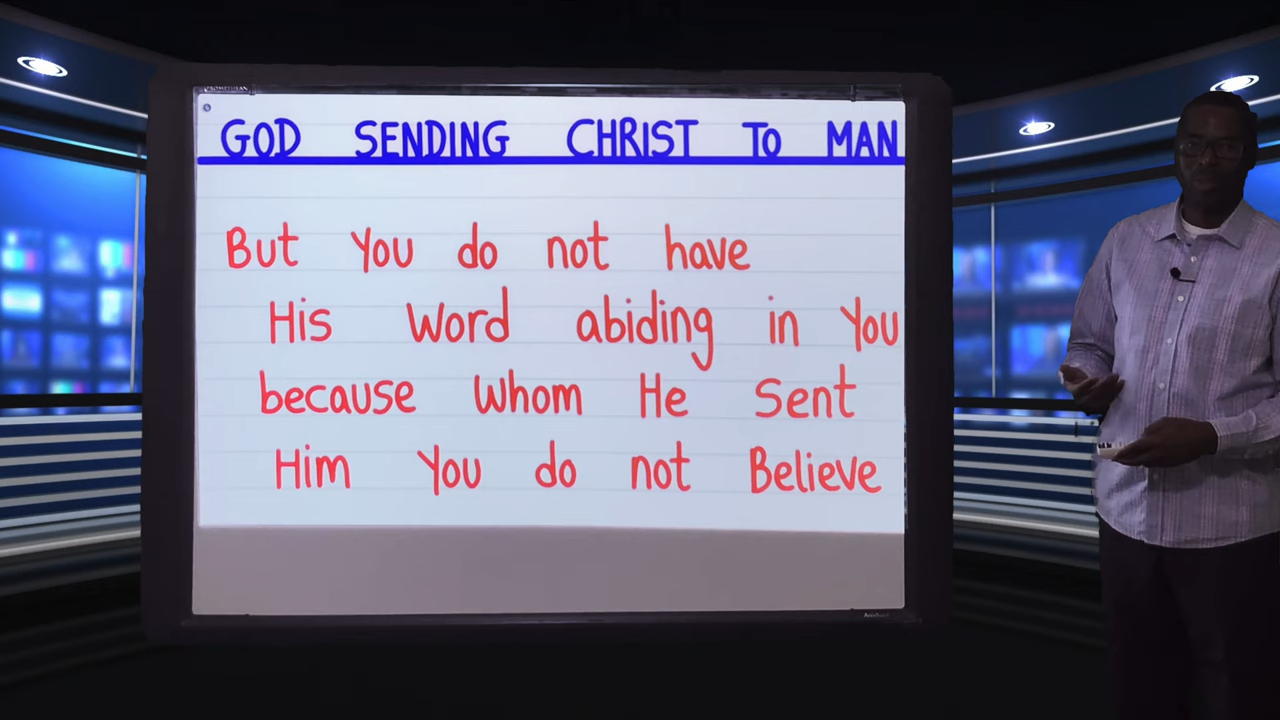 GOD SENDING CHRIST TO MAN
But You do not have
His Word abiding in You
because Whom He Sent
Him You do not Believe